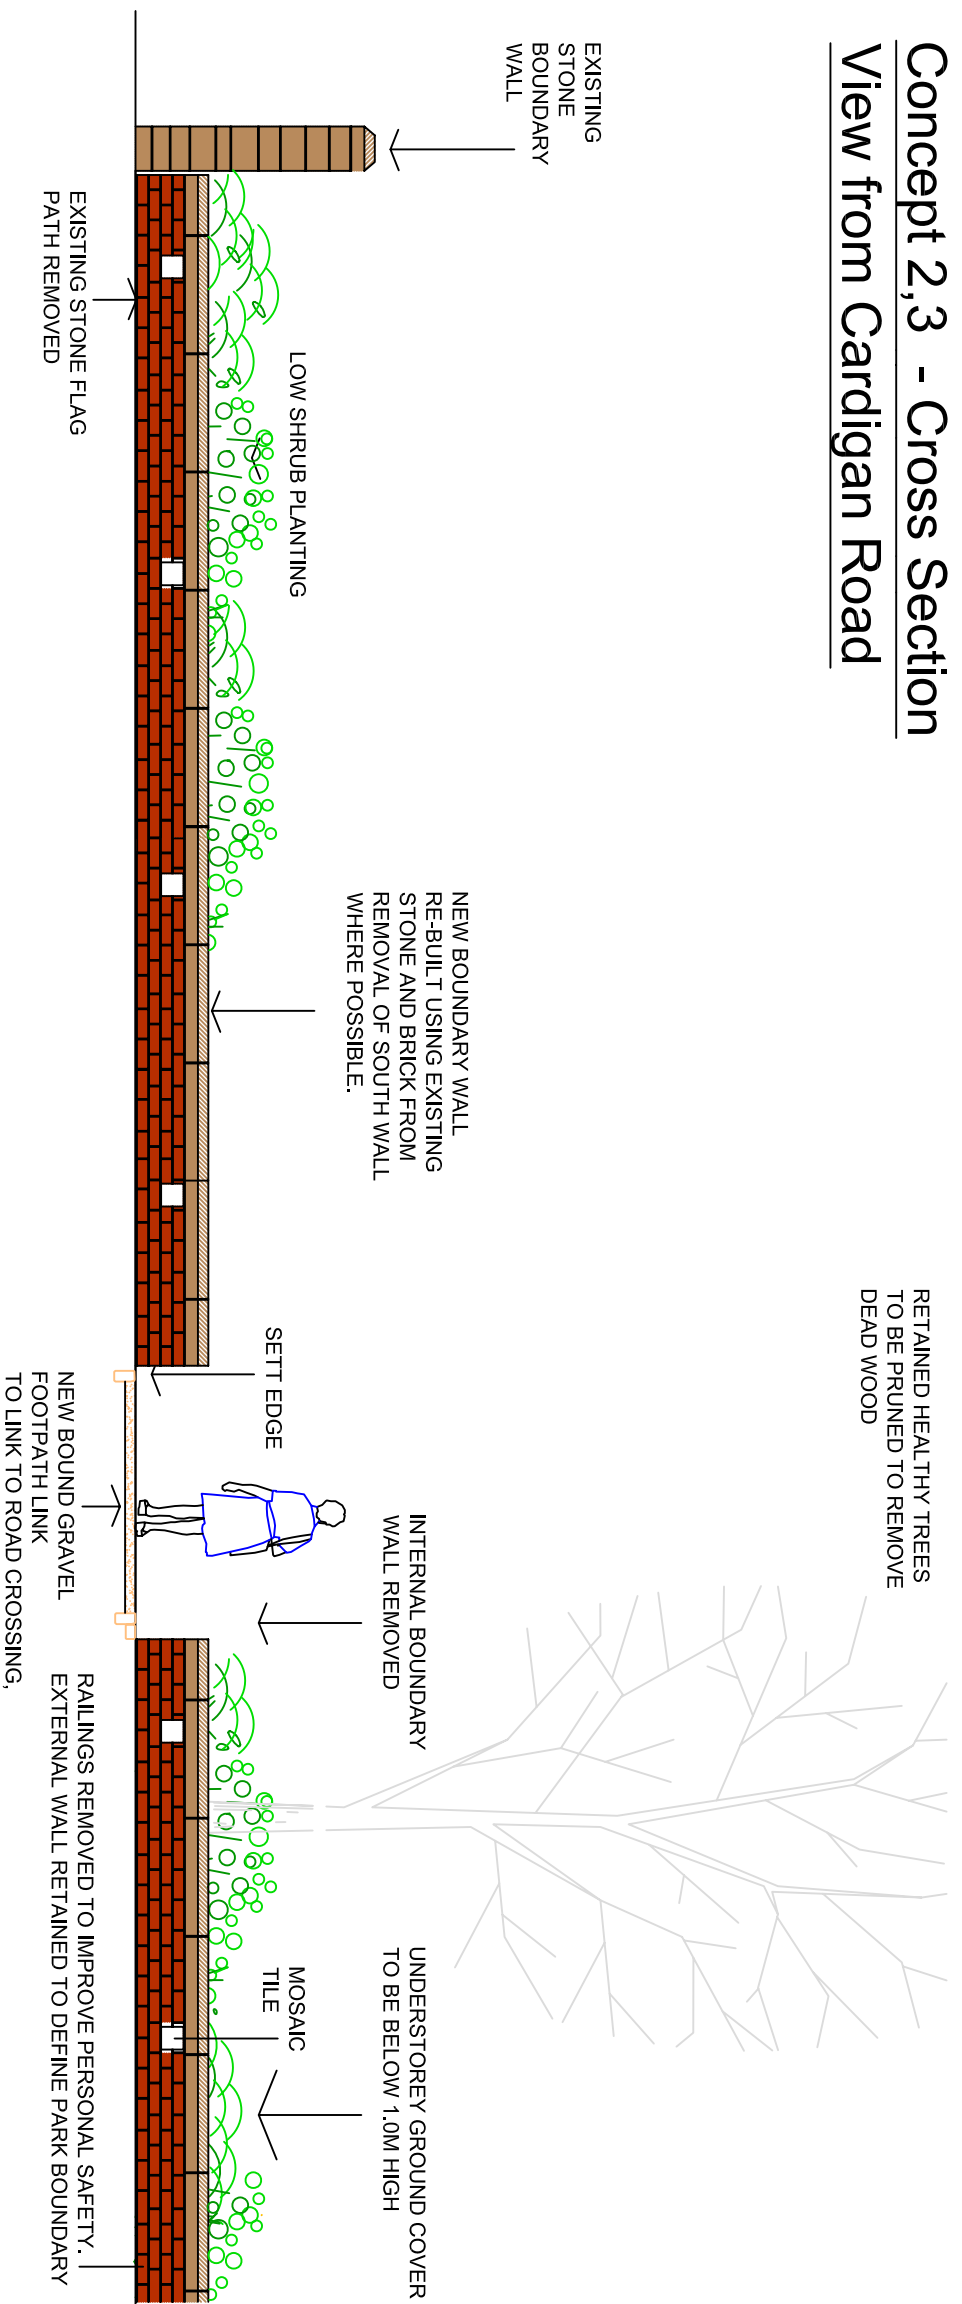 Concept 2,3 - Cross Section
View from Cardigan Road
EXISTING
STONE
BOUNDARY
WALL
RETAINED HEALTHY TREES
TO BE PRUNED TO REMOVE
DEAD WOOD
NEW BOUNDARY WALL
RE-BUILT USING EXISTING
STONE AND BRICK FROM
REMOVAL OF SOUTH WALL
WHERE POSSIBLE.
INTERNAL BOUNDARY
WALL REMOVED
UNDERSTOREY GROUND COVER
TO BE BELOW 1.0M HIGH
LOW SHRUB PLANTING
SETT EDGE
MOSAIC
TILE
EXISTING STONE FLAG
PATH REMOVED
NEW BOUND GRAVEL
FOOTPATH LINK
TO LINK TO ROAD CROSSING,
RAILINGS REMOVED TO IMPROVE PERSONAL SAFETY.
EXTERNAL WALL RETAINED TO DEFINE PARK BOUNDARY